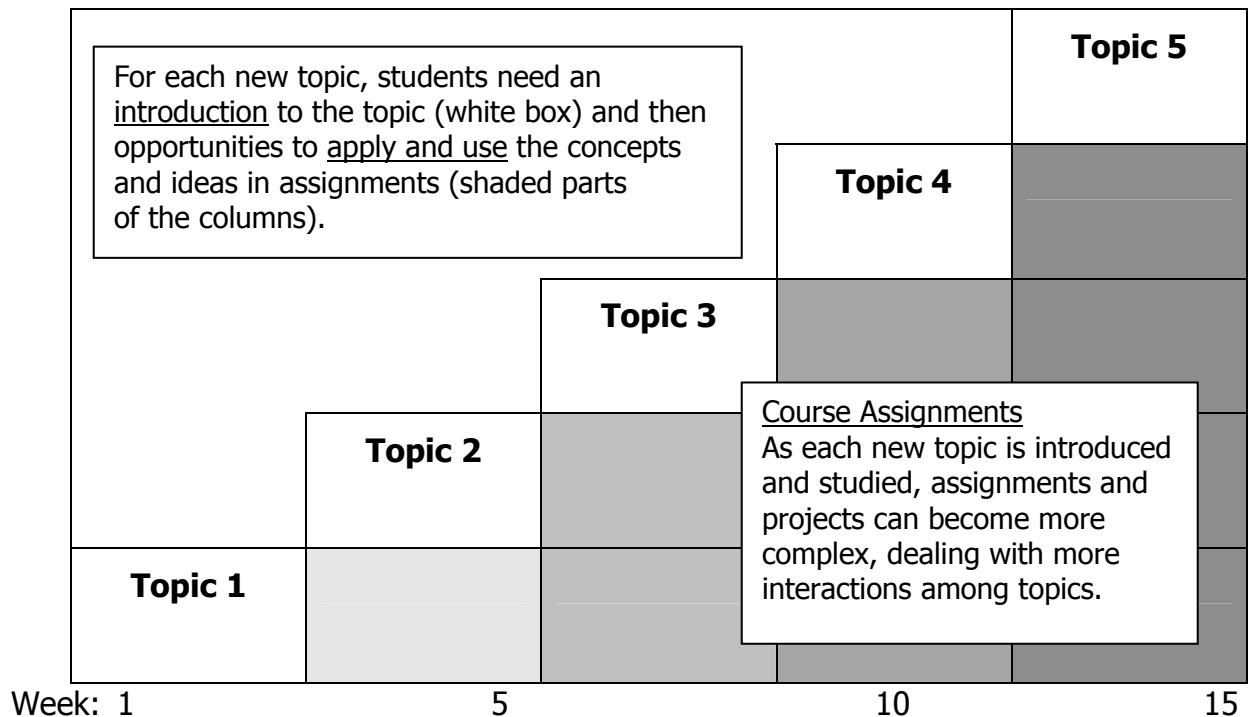 Topic 5
For each new topic, students need an
introduction to the topic (white box) and then
opportunities to apply and use the concepts
and ideas in assignments (shaded parts
of the columns).
Topic 4
Topic 3
Course Assignments
As each new topic is introduced
and studied, assignments and
projects can become more
complex, dealing with more
interactions among topics.
Topic 2
Topic 1
Week: 1 5 10 15